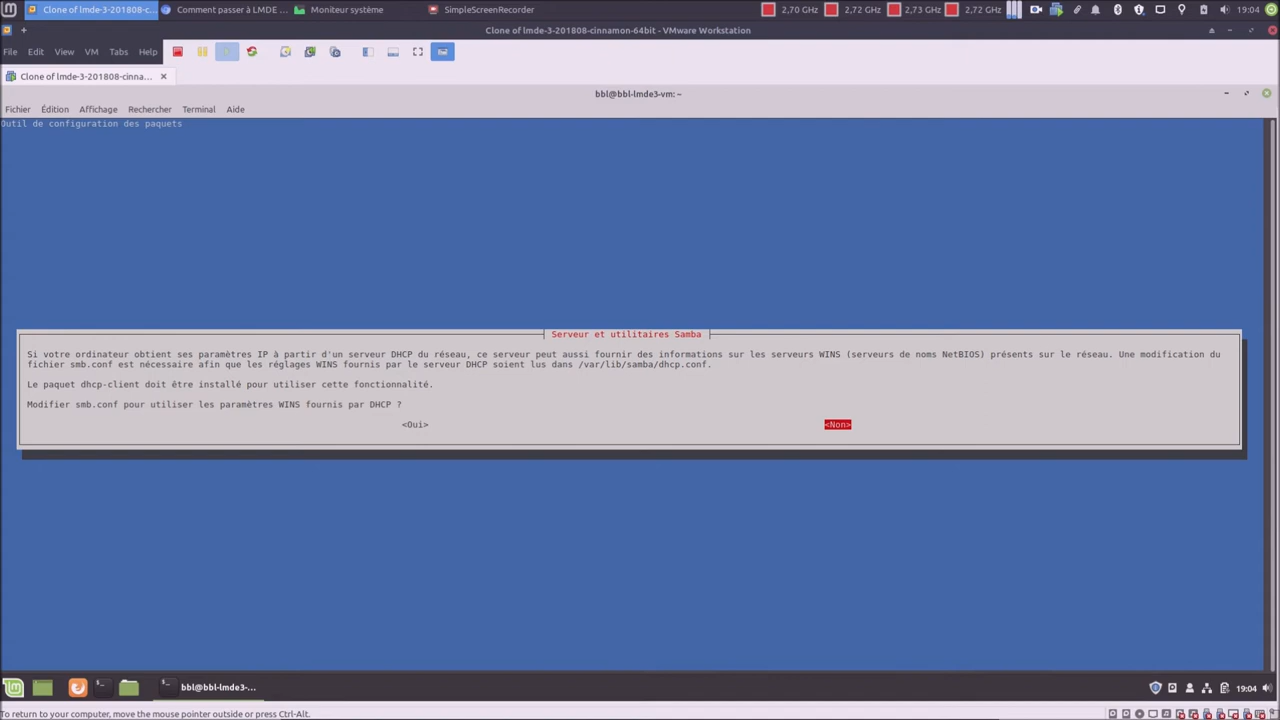 Clone of lmde-3-201808-c...
Comment passer à LMDE ...
Moniteur système
SimpleScreenRecorder
2,70 GHz
2,72 GHz
2,73 GHz
2,72 GHz
19:04
Clone of lmde-3-201808-cinnamon-64bit - VMware Workstation
File Edit View VM Tabs Help
Clone of lmde-3-201808-cinna...
bbl@bbl-lmde3-vm: ~
Fichier Édition Affichage Rechercher Terminal Aide
Outil de configuration des paquets
Serveur et utilitaires Samba
Si votre ordinateur obtient ses paramètres IP à partir d'un serveur DHCP du réseau, ce serveur peut aussi fournir des informations sur les serveurs WINS (serveurs de noms NetBIOS) présents sur le réseau. Une modification du
fichier smb.conf est nécessaire afin que les réglages WINS fournis par le serveur DHCP soient lus dans /var/lib/samba/dhcp.conf.
Le paquet dhcp-client doit être installé pour utiliser cette fonctionnalité.
Modifier smb.conf pour utiliser les paramètres WINS fournis par DHCP ?
<Oui> <Non>
bbl@bbl-lmde3-...
19:04
To return to your computer, move the mouse pointer outside or press Ctrl-Alt.